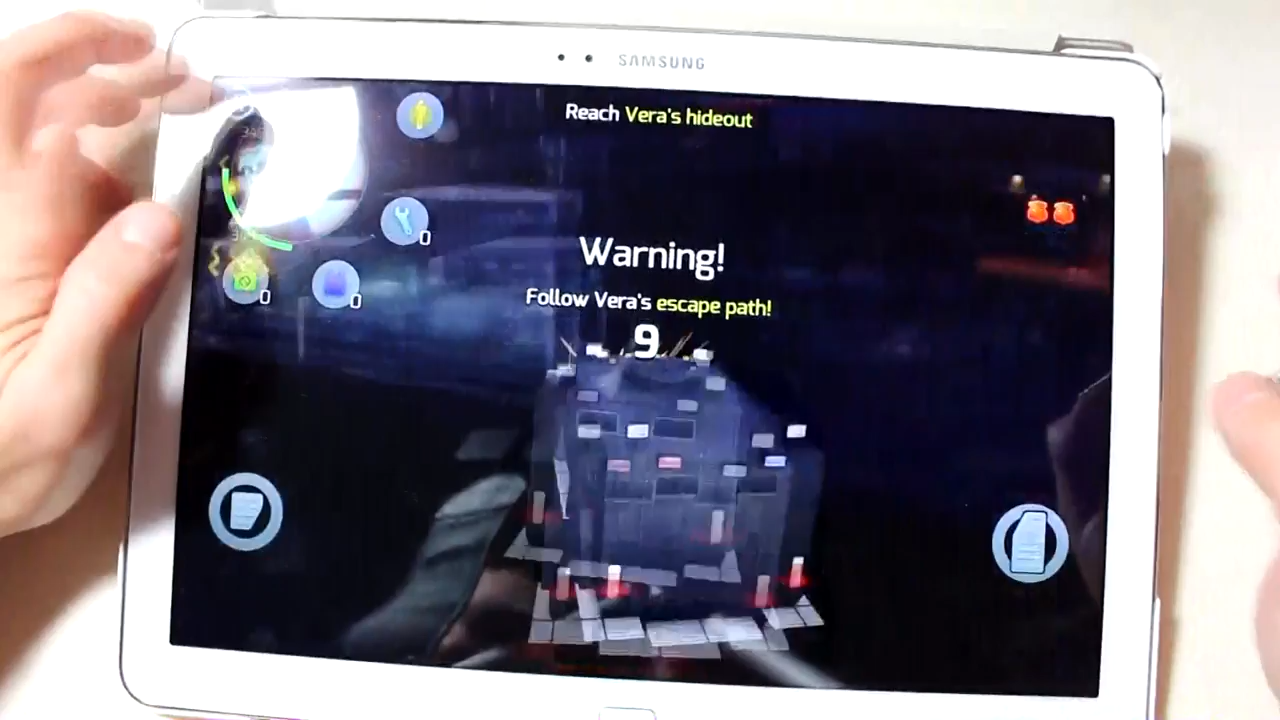 SAMSUNG
Reach Vera's hideout
Warning!
Follow Vera's escape path!
9
0
0
0